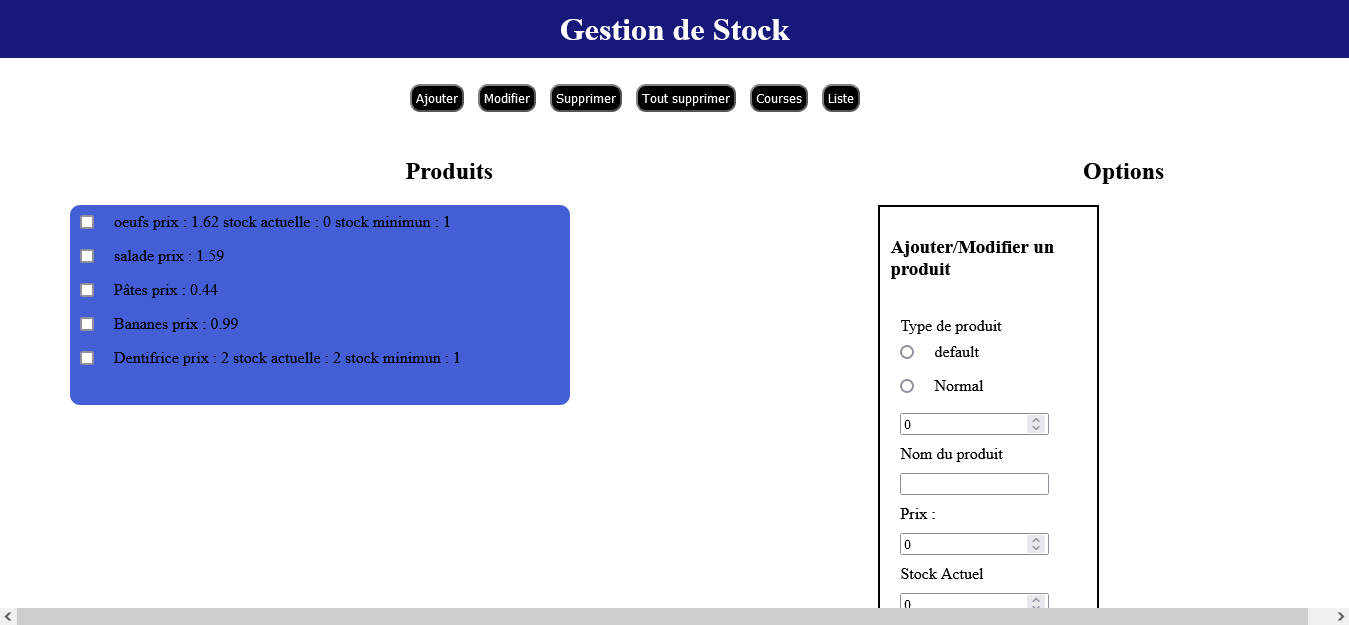 Gestion de Stock
Ajouter Modifier Supprimer Tout supprimer Courses Liste
Produits
oeufs prix : 1.62 stock actuelle : 0 stock minimun : 1
salade prix : 1.59
Pâtes prix : 0.44
Bananes prix : 0.99
Dentifrice prix : 2 stock actuelle : 2 stock minimun : 1
Options
Ajouter/Modifier un
produit
Type de produit
default
Normal
0
Nom du produit
Prix :
0
Stock Actuel
0